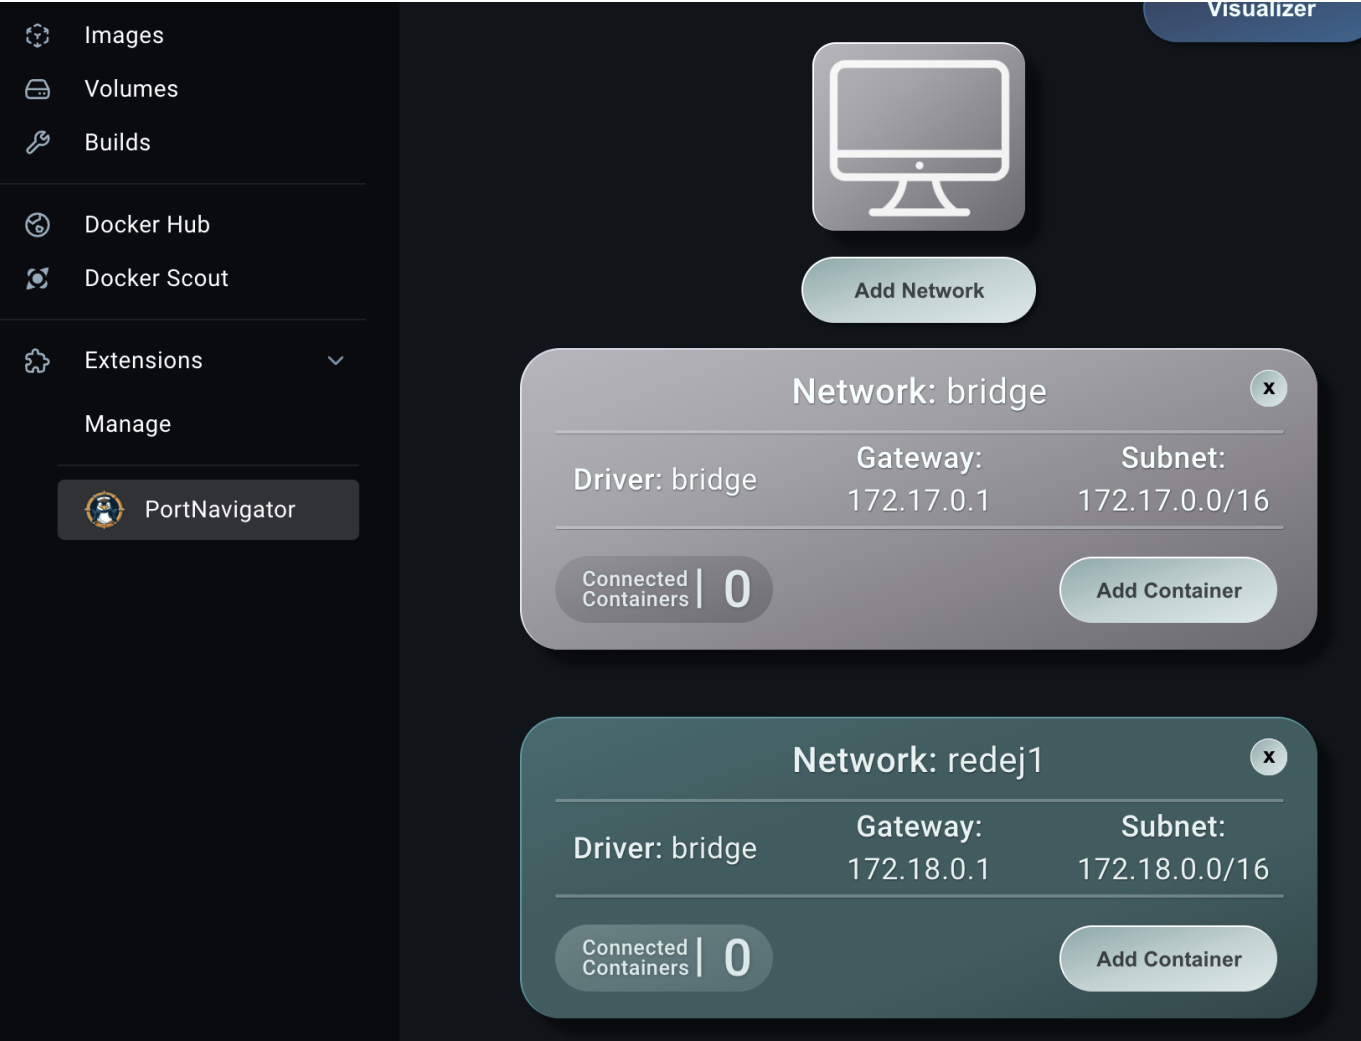 Images
Volumes
Builds
Docker Hub
Docker Scout
Extensions
Manage
PortNavigator
Visualizer
Add Network
Network: bridge
x
Driver: bridge
Gateway:
172.17.0.1
Subnet:
172.17.0.0/16
Connected
Containers
0
Add Container
Network: redej1
x
Driver: bridge
Gateway:
172.18.0.1
Subnet:
172.18.0.0/16
Connected
Containers
0
Add Container